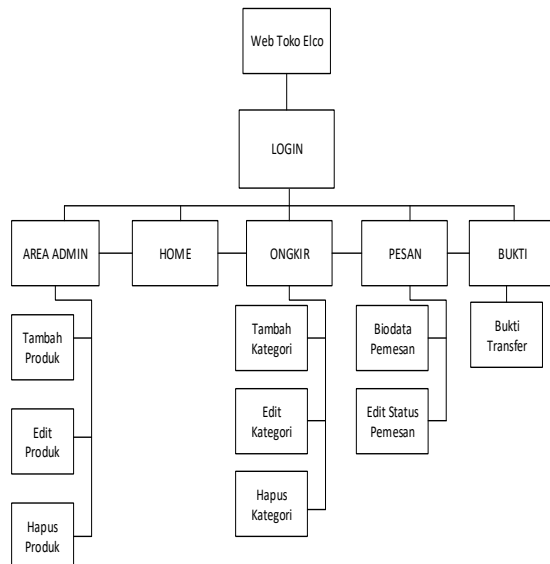 Web Toko Elco
LOGIN
AREA ADMIN
HOME
ONGKIR
PESAN
BUKTI
Tambah
Produk
Edit
Produk
Hapus
Produk
Tambah
Kategori
Edit
Kategori
Hapus
Kategori
Biodata
Pemesan
Edit Status
Pemesan
Bukti
Transfer